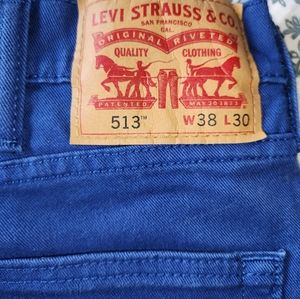 LEVI STRAUSS & CO.
SAN FRANCISCO
CAL.
ORIGINAL RIVETED
QUALITY CLOTHING
PATENTED MAY 20 1873
513™ W38 L30